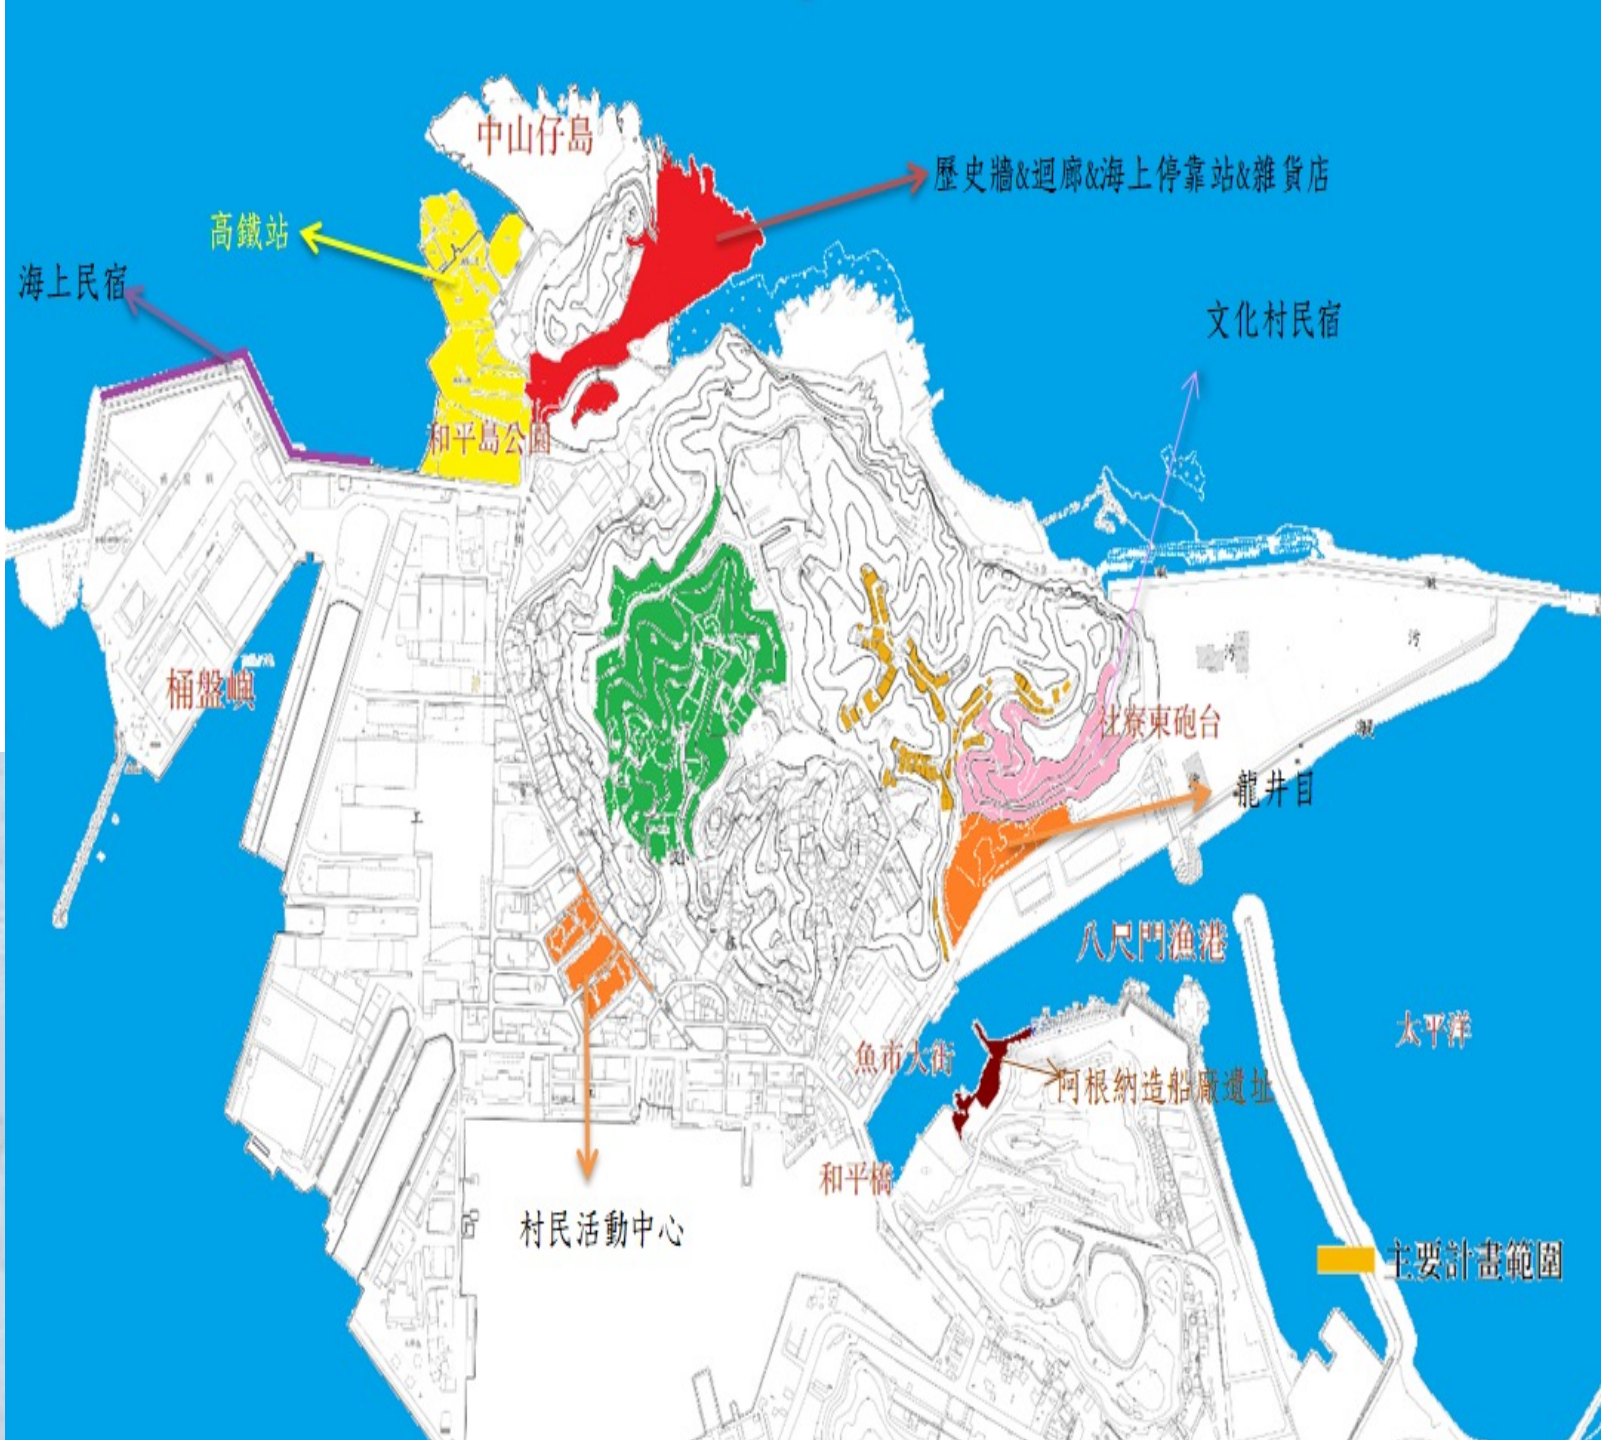 中山仔島
歷史牆&迴廊&海上停靠站&雜貨店
高鐵站
海上民宿
文化村民宿
和平島公園
桶盤嶼
社寮東砲台
龍井目
八尺門漁港
太平洋
魚市大街
阿根納造船廠遺址
和平橋
村民活動中心
主要計畫範圍
污
污